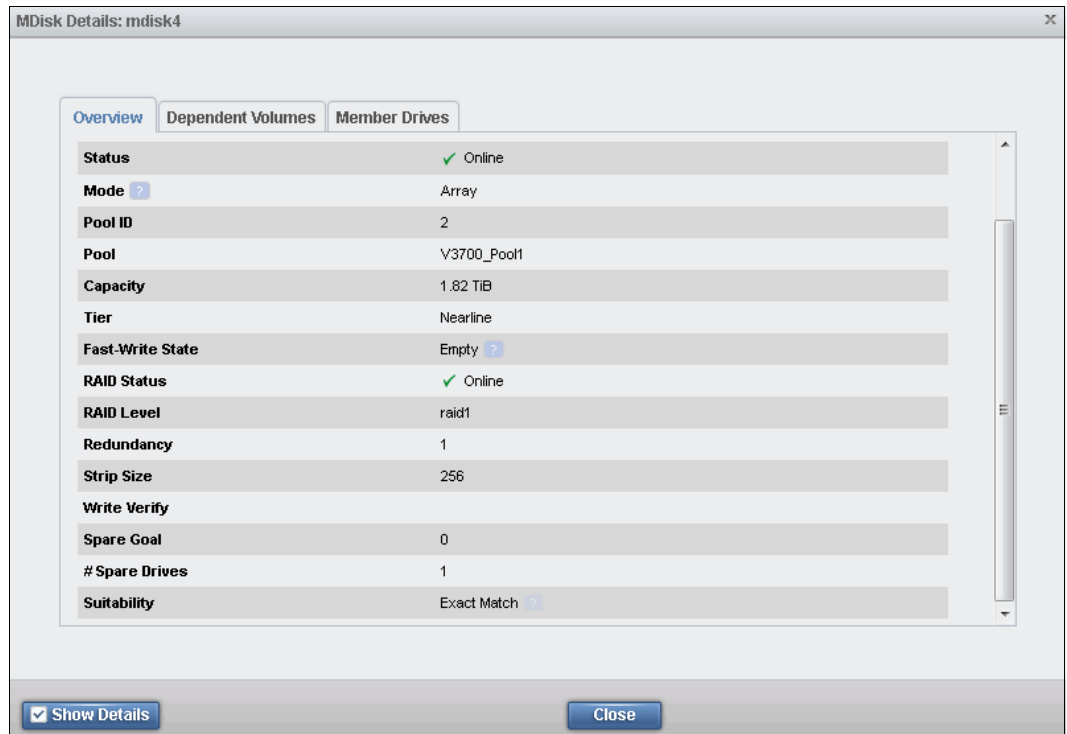 MDisk Details: mdisk4 x
Overview Dependent Volumes Member Drives
Status Online
Mode ? Array
Pool ID 2
Pool V3700_Pool1
Capacity 1.82 TiB
Tier Nearline
Fast-Write State Empty ?
RAID Status Online
RAID Level raid1
Redundancy 1
Strip Size 256
Write Verify
Spare Goal 0
# Spare Drives 1
Suitability Exact Match ?
Show Details Close